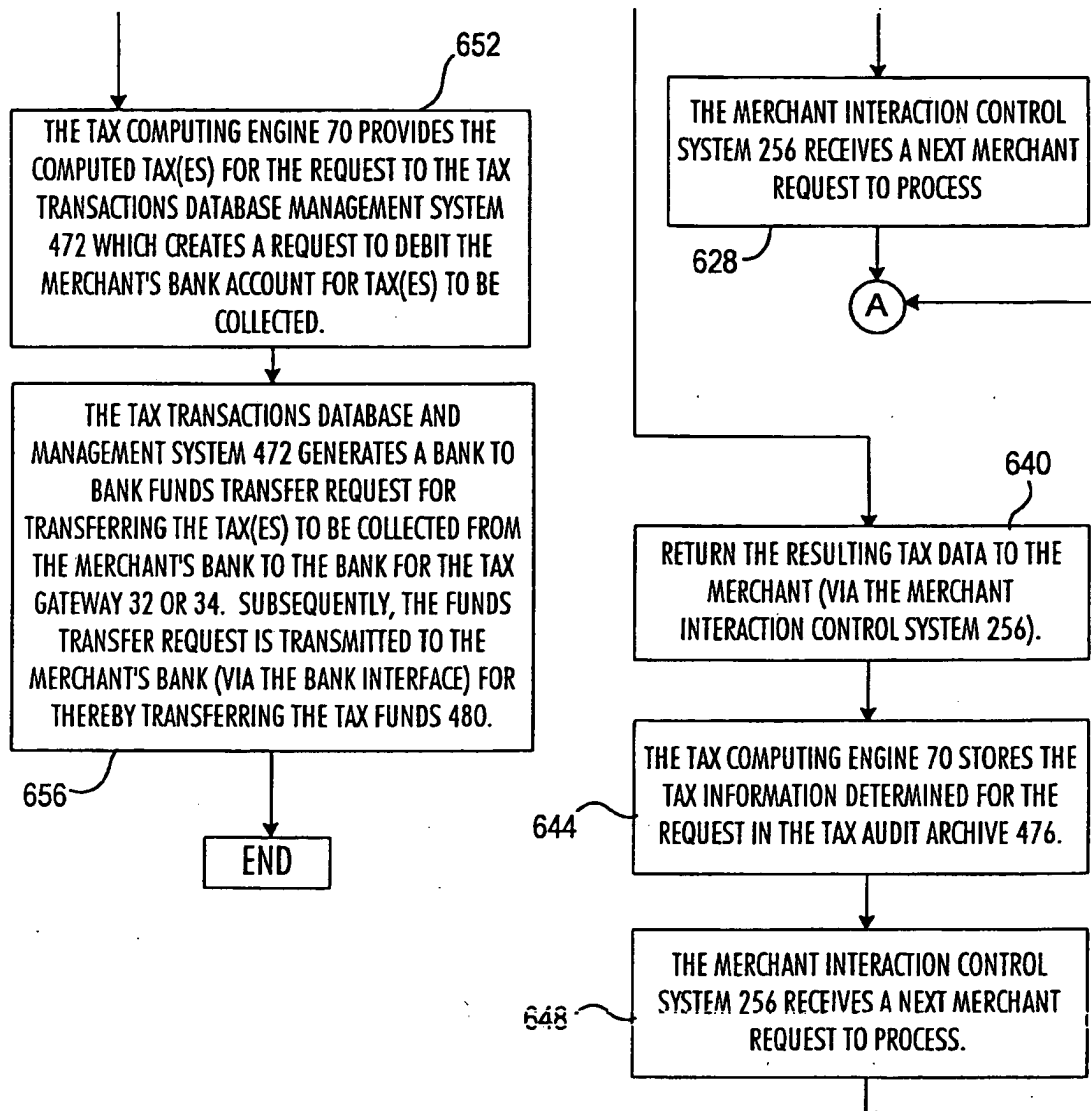 652
THE TAX COMPUTING ENGINE 70 PROVIDES THE
COMPUTED TAX(ES) FOR THE REQUEST TO THE TAX
TRANSACTIONS DATABASE MANAGEMENT SYSTEM
472 WHICH CREATES A REQUEST TO DEBIT THE
MERCHANT'S BANK ACCOUNT FOR TAX(ES) TO BE
COLLECTED.
THE TAX TRANSACTIONS DATABASE AND
MANAGEMENT SYSTEM 472 GENERATES A BANK TO
BANK FUNDS TRANSFER REQUEST FOR
TRANSFERRING THE TAX(ES) TO BE COLLECTED FROM
THE MERCHANT'S BANK TO THE BANK FOR THE TAX
GATEWAY 32 OR 34. SUBSEQUENTLY, THE FUNDS
TRANSFER REQUEST IS TRANSMITTED TO THE
MERCHANT'S BANK (VIA THE BANK INTERFACE) FOR
THEREBY TRANSFERRING THE TAX FUNDS 480.
656
END
THE MERCHANT INTERACTION CONTROL
SYSTEM 256 RECEIVES A NEXT MERCHANT
REQUEST TO PROCESS
628
A
640
RETURN THE RESULTING TAX DATA TO THE
MERCHANT (VIA THE MERCHANT
INTERACTION CONTROL SYSTEM 256).
THE TAX COMPUTING ENGINE 70 STORES THE
TAX INFORMATION DETERMINED FOR THE
REQUEST IN THE TAX AUDIT ARCHIVE 476.
644
THE MERCHANT INTERACTION CONTROL
SYSTEM 256 RECEIVES A NEXT MERCHANT
REQUEST TO PROCESS.
648